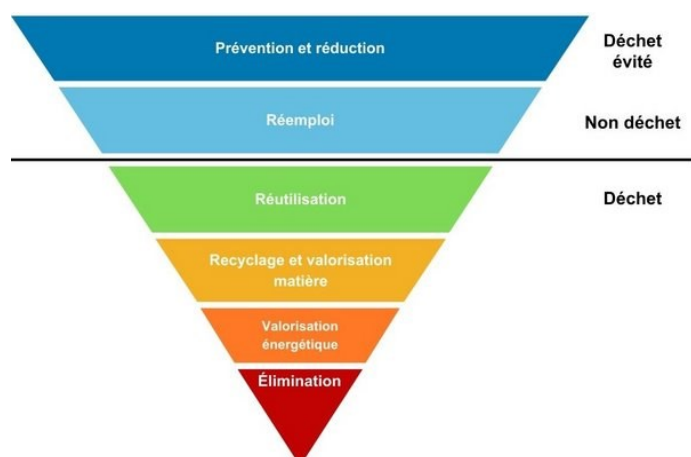 Prévention et réduction
Déchet
évité
Réemploi
Non déchet
Réutilisation
Déchet
Recyclage et valorisation
matière
Valorisation
énergétique
Élimination